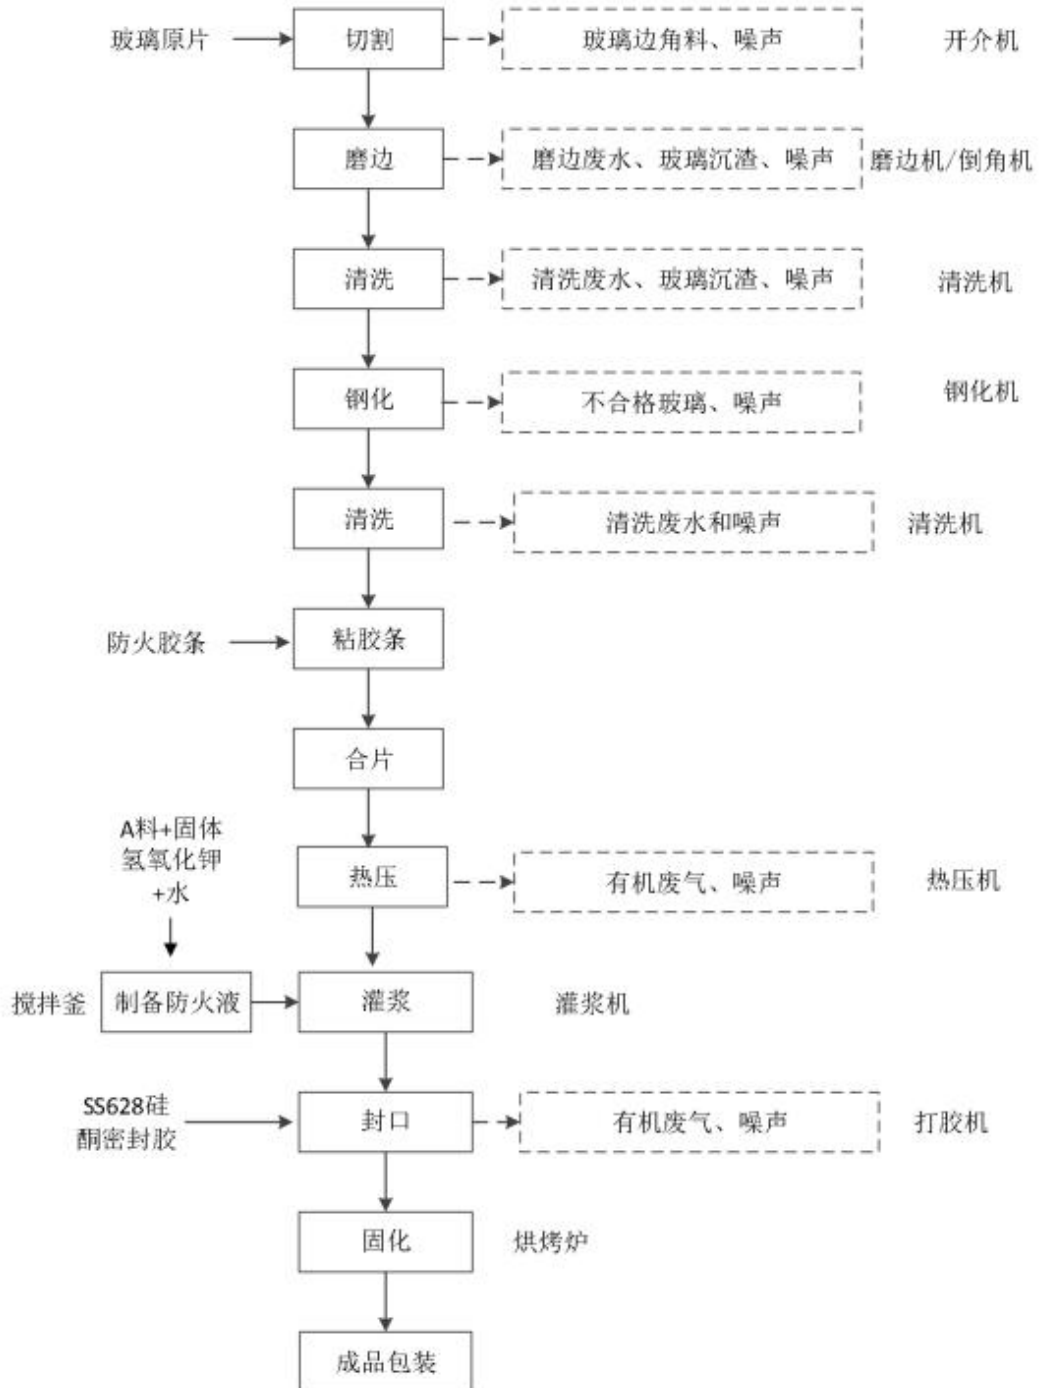 玻璃原片
切割
玻璃边角料、噪声
开介机
磨边
磨边废水、玻璃沉渣、噪声
磨边机/倒角机
清洗
清洗废水、玻璃沉渣、噪声
清洗机
钢化
不合格玻璃、噪声
钢化机
清洗
清洗废水和噪声
清洗机
防火胶条
粘胶条
合片
A料+固体
氢氧化钾
+水
热压
有机废气、噪声
热压机
搅拌釜
制备防火液
灌浆
灌浆机
SS628硅
酮密封胶
封口
有机废气、噪声
打胶机
固化
烘烤炉
成品包装